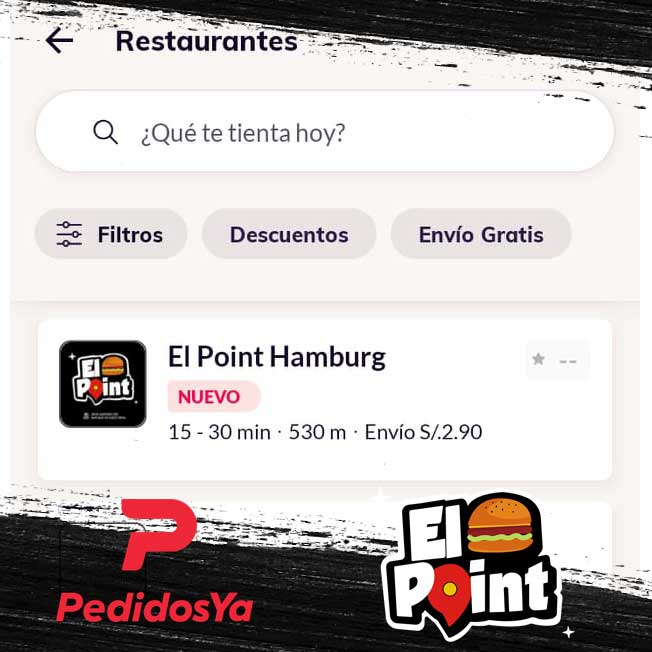 Restaurantes
¿Qué te tienta hoy?
Filtros
Descuentos
Envío Gratis
El Point
El Point Hamburg
--
NUEVO
15 - 30 min · 530 m · Envío S/.2.90
PedidosYa
El
Point